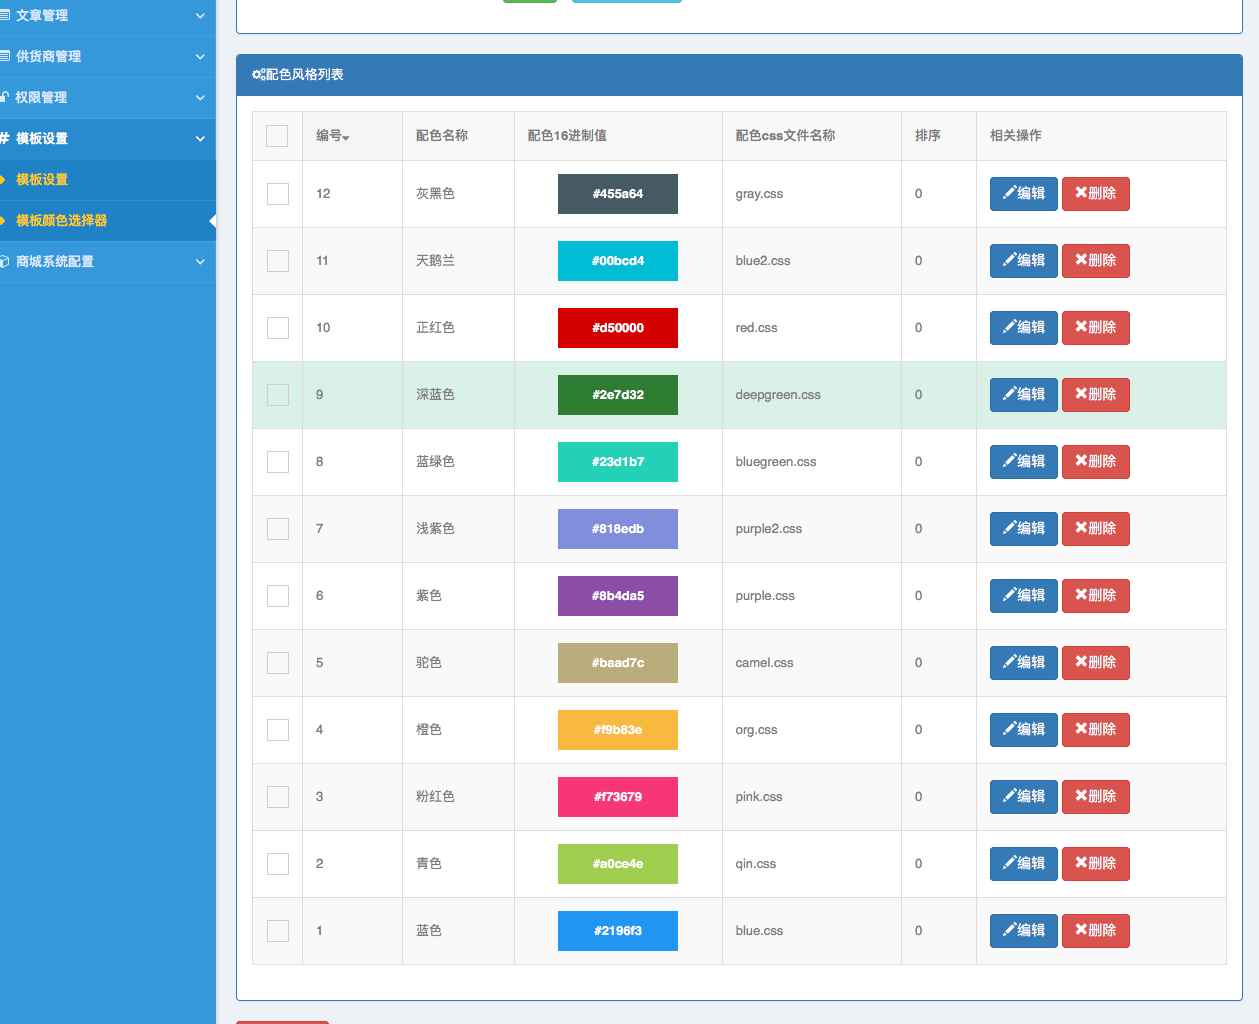 文章管理
供货商管理
权限管理
模板设置
模板设置
模板颜色选择器
商城系统配置
配色风格列表
编号 配色名称 配色16进制值 配色css文件名称 排序 相关操作
12 灰黑色 #455a64 gray.css 0 编辑 删除
11 天鹅兰 #00bcd4 blue2.css 0 编辑 删除
10 正红色 #d50000 red.css 0 编辑 删除
9 深蓝色 #2e7d32 deepgreen.css 0 编辑 删除
8 蓝绿色 #23d1b7 bluegreen.css 0 编辑 删除
7 浅紫色 #818edb purple2.css 0 编辑 删除
6 紫色 #8b4da5 purple.css 0 编辑 删除
5 驼色 #baad7c camel.css 0 编辑 删除
4 橙色 #f9b83e org.css 0 编辑 删除
3 粉红色 #f73679 pink.css 0 编辑 删除
2 青色 #a0ce4e qin.css 0 编辑 删除
1 蓝色 #2196f3 blue.css 0 编辑 删除